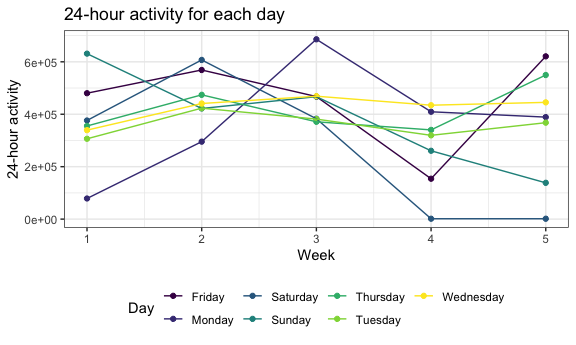 24-hour activity for each day
24-hour activity
6e+05
4e+05
2e+05
0e+00
1 2 3 4 5
Week
Day
Friday Saturday Thursday Wednesday
Monday Sunday Tuesday